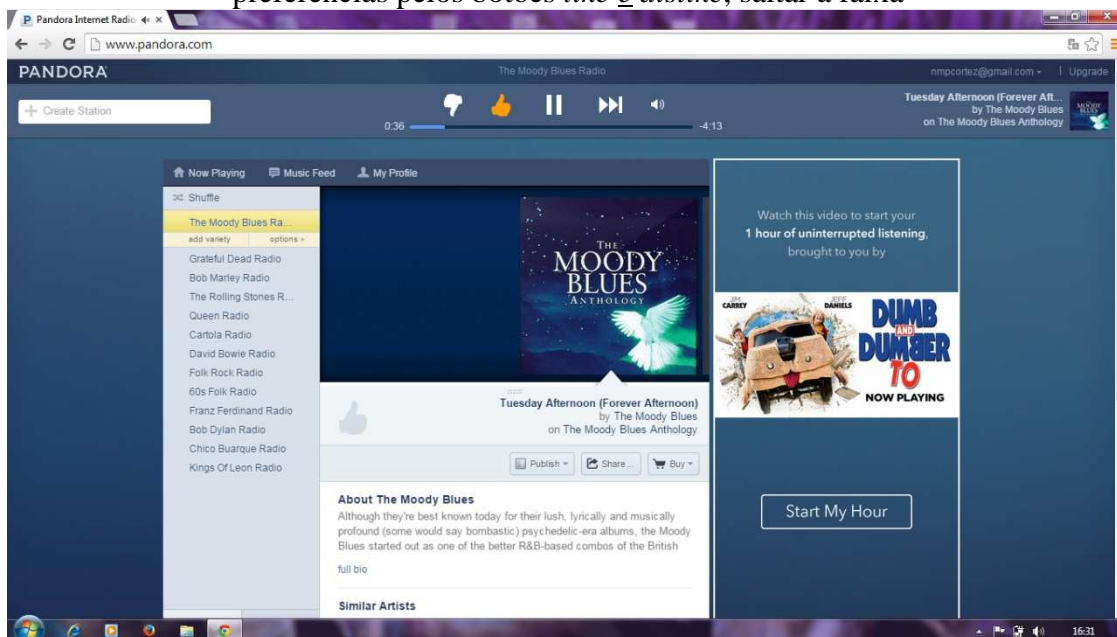 preferências pelos botões like e dislike, saltar a faixa
Pandora Internet Radio
www.pandora.com
PANDORA
The Moody Blues Radio
nmpcortez@gmail.com
Upgrade
Create Station
0:36
-4:13
Tuesday Afternoon (Forever Aft...
by The Moody Blues
on The Moody Blues Anthology
Now Playing
Music Feed
My Profile
Shuffle
The Moody Blues Ra...
add variety
options
Grateful Dead Radio
Bob Marley Radio
The Rolling Stones R...
Queen Radio
Cartola Radio
David Bowie Radio
Folk Rock Radio
60s Folk Radio
Franz Ferdinand Radio
Bob Dylan Radio
Chico Buarque Radio
Kings Of Leon Radio
THE
MOODY
BLUES
ANTHOLOGY
Tuesday Afternoon (Forever Afternoon)
by The Moody Blues
on The Moody Blues Anthology
Publish
Share...
Buy
About The Moody Blues
Although they're best known today for their lush, lyrically and musically
profound (some would say bombastic) psychedelic-era albums, the Moody
Blues started out as one of the better R&B-based combos of the British
full bio
Similar Artists
Watch this video to start your
1 hour of uninterrupted listening,
brought to you by
JIM
CARREY
JEFF
DANIELS
DUMB
AND
DUMBER
TO
NOW PLAYING
Start My Hour
16:31